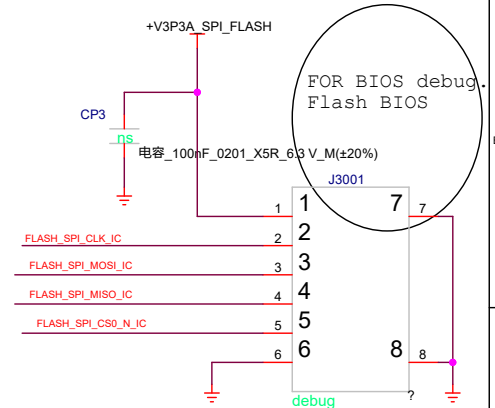 +V3P3A_SPI_FLASH
FOR BIOS debug.
Flash BIOS
CP3
ns
电容_100nF_0201_X5R_6.3 V_M(±20%)
J3001
1 1 7 7
FLASH_SPI_CLK_IC 2 2
FLASH_SPI_MOSI_IC 3 3
FLASH_SPI_MISO_IC 4 4
FLASH_SPI_CS0_N_IC 5 5
6 6 8 8
debug
?